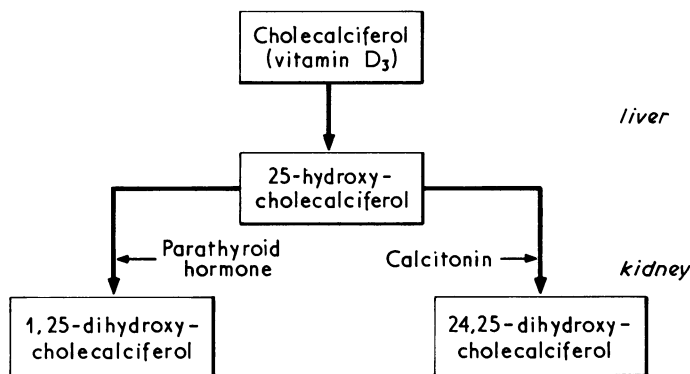 Cholecalciferol
(vitamin D₃)
liver
25-hydroxy-
cholecalciferol
Parathyroid
hormone
Calcitonin
kidney
1,25-dihydroxy-
cholecalciferol
24,25-dihydroxy-
cholecalciferol